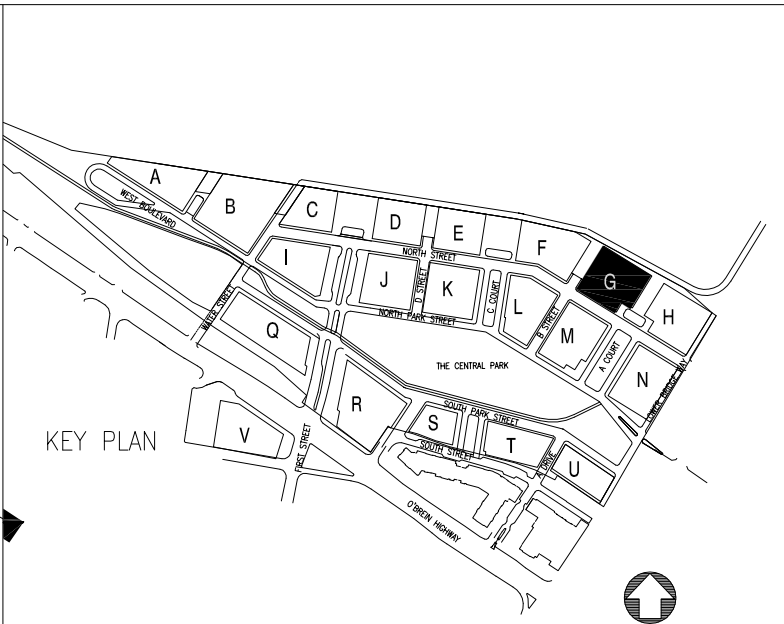 A
B
C
D
E
F
G
H
WEST BOULEVARD
NORTH STREET
I
J
D STREET
K
C COURT
L
B STREET
M
A COURT
N
WATER STREET
NORTH PARK STREET
Q
THE CENTRAL PARK
LOWER BRIDGE WAY
R
SOUTH PARK STREET
S
T
U
SOUTH STREET
A DRIVE
V
FIRST STREET
KEY PLAN
O'BREIN HIGHWAY